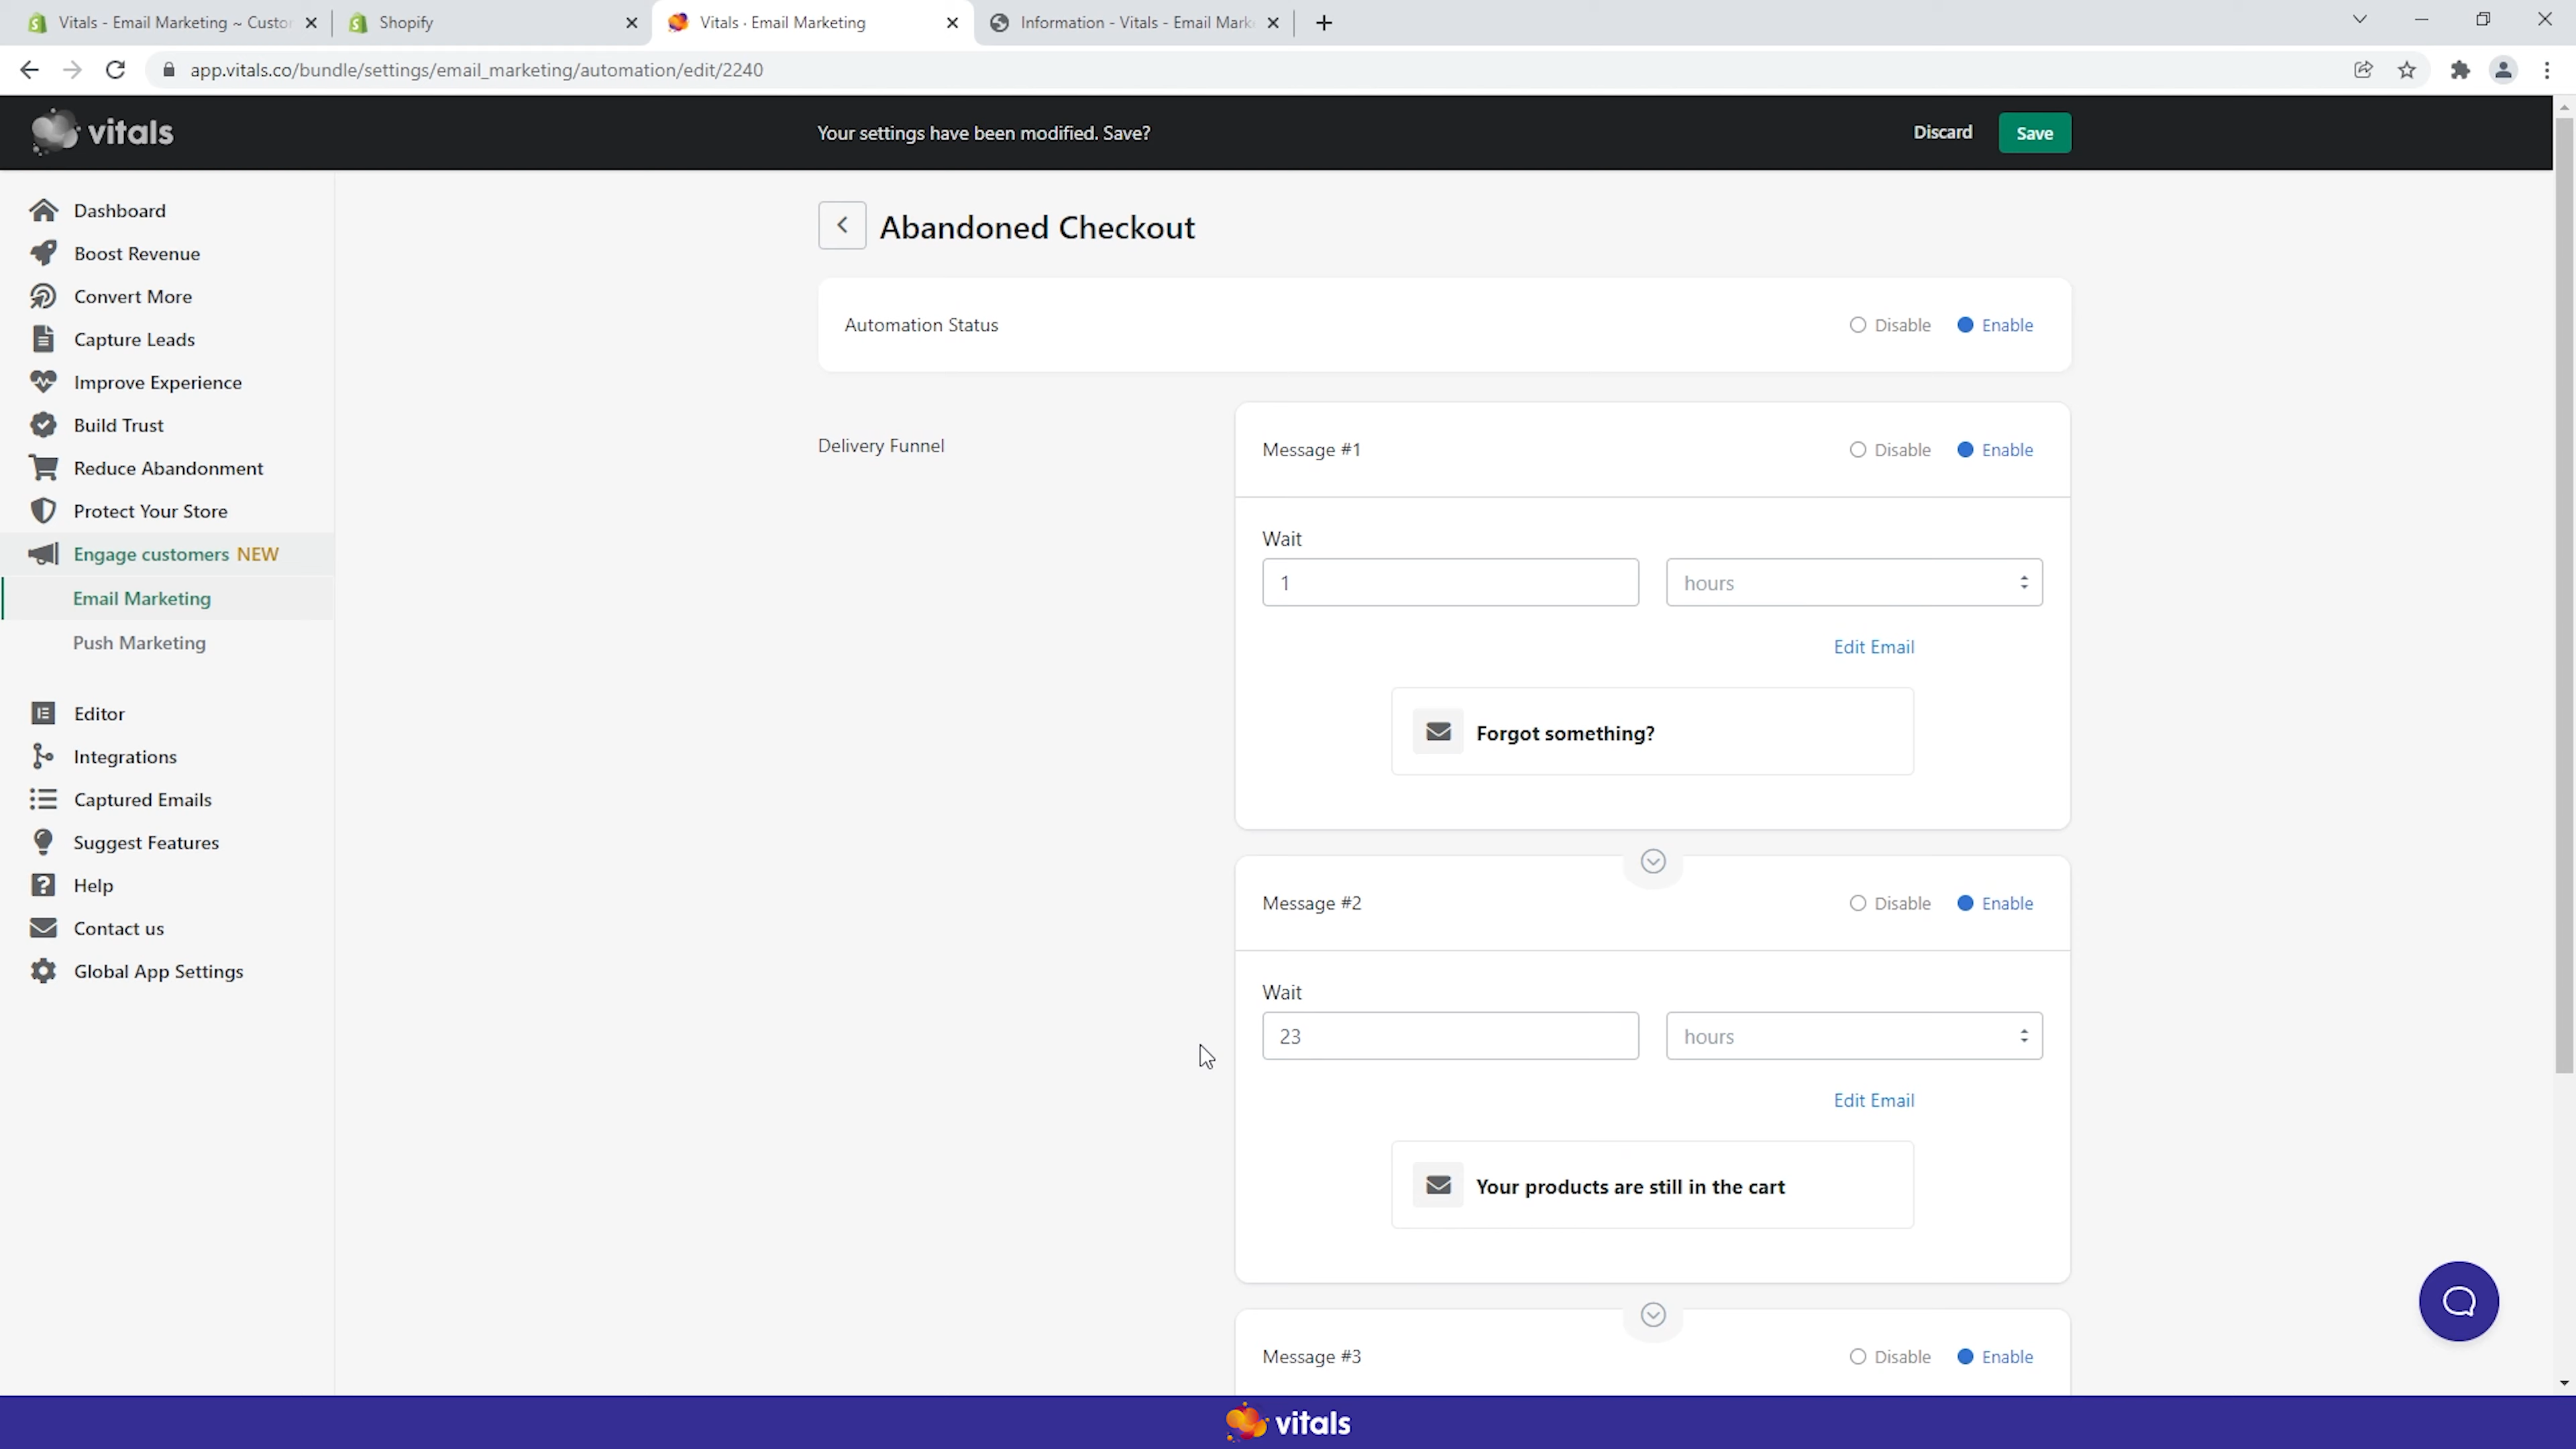 Vitals - Email Marketing ~ Custor
Shopify
Vitals · Email Marketing
Information - Vitals - Email Mark
app.vitals.co/bundle/settings/email_marketing/automation/edit/2240
vitals
Your settings have been modified. Save?
Discard
Save
Dashboard
Boost Revenue
Convert More
Capture Leads
Improve Experience
Build Trust
Reduce Abandonment
Protect Your Store
Engage customers NEW
Email Marketing
Push Marketing
Editor
Integrations
Captured Emails
Suggest Features
Help
Contact us
Global App Settings
Abandoned Checkout
Automation Status
Disable
Enable
Delivery Funnel
Message #1
Disable
Enable
Wait
1
hours
Edit Email
Forgot something?
Message #2
Disable
Enable
Wait
23
hours
Edit Email
Your products are still in the cart
Message #3
Disable
Enable
vitals